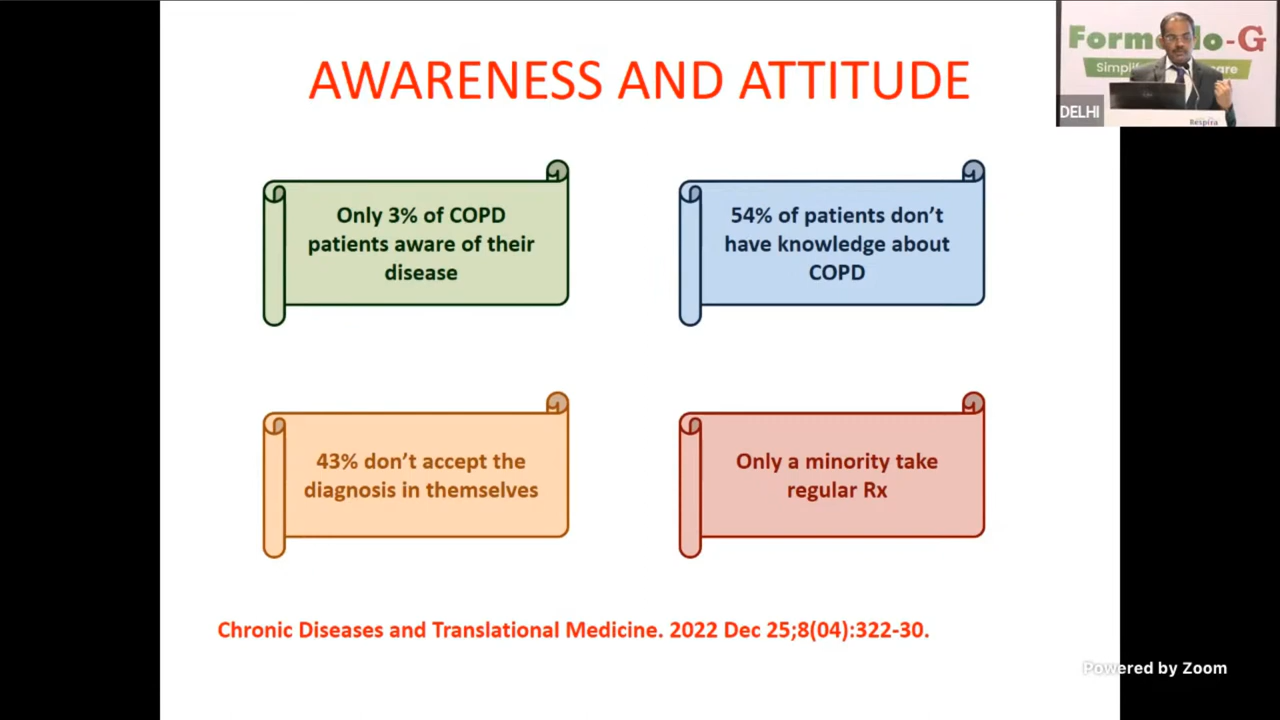 AWARENESS AND ATTITUDE
Only 3% of COPD
patients aware of their
disease
54% of patients don’t
have knowledge about
COPD
43% don’t accept the
diagnosis in themselves
Only a minority take
regular Rx
Chronic Diseases and Translational Medicine. 2022 Dec 25;8(04):322-30.
DELHI
Respira
Powered by Zoom